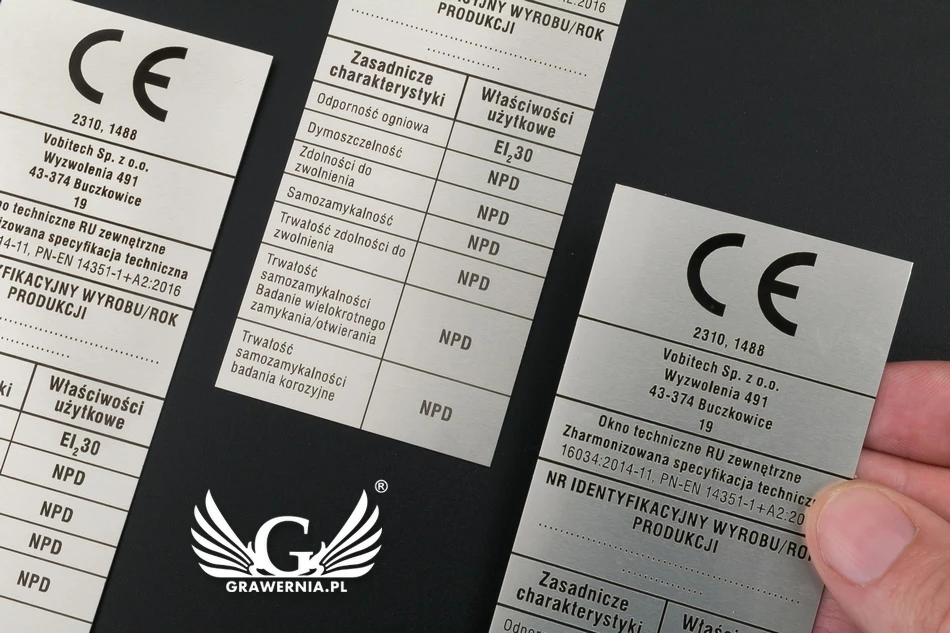 CE
2310, 1488
Vobitech Sp. z o.o.
Wyzwolenia 491
43-374 Buczkowice
19
techniczne RU zewnętrzne
specyfikacja techniczna
PN-EN 14351-1+A2:2016
WYROBU/ROK
PRODUKCJI
Właściwości
użytkowe
EI₂30
NPD
NPD
NPD
NPD
A2:2016
WYROBU/ROK
PRODUKCJI
Zasadnicze
charakterystyki
Właściwości
użytkowe
Odporność ogniowa
EI₂30
Dymoszczelność
NPD
Zdolności do
zwolnienia
NPD
Samozamykalność
NPD
Trwałość zdolności do
zwolnienia
NPD
Trwałość
samozamykalności
Badanie wielokrotnego
zamykania/otwierania
NPD
Trwałość
samozamykalności
badania korozyjne
NPD
CE
2310, 1488
Vobitech Sp. z o.o.
Wyzwolenia 491
43-374 Buczkowice
19
Okno techniczne RU zewnętrzne
Zharmonizowana specyfikacja techniczna
16034:2014-11, PN-EN 14351-1+A2:20
NR IDENTYFIKACYJNY WYROBU/ROK
PRODUKCJI
Zasadnicze
charakterystyki
G
®
GRAWERNIA.PL